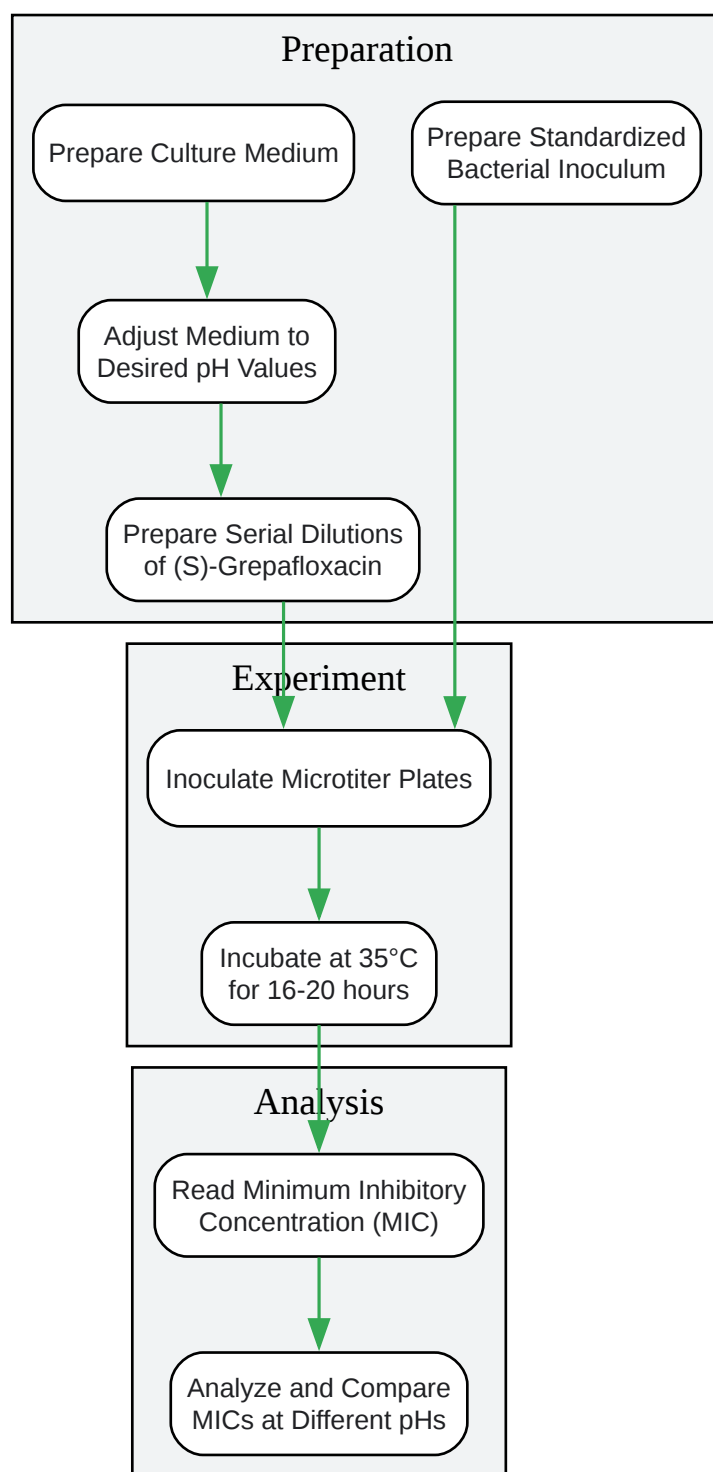 Preparation
Prepare Culture Medium
Prepare Standardized
Bacterial Inoculum
Adjust Medium to
Desired pH Values
Prepare Serial Dilutions
of (S)-Grepafloxacin
Experiment
Inoculate Microtiter Plates
Incubate at 35°C
for 16-20 hours
Analysis
Read Minimum Inhibitory
Concentration (MIC)
Analyze and Compare
MICs at Different pHs